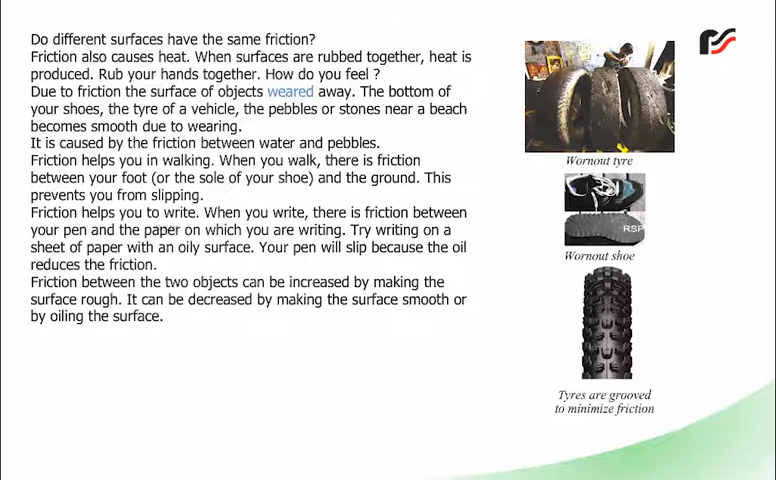 Do different surfaces have the same friction?
Friction also causes heat. When surfaces are rubbed together, heat is
produced. Rub your hands together. How do you feel ?
Due to friction the surface of objects weared away. The bottom of
your shoes, the tyre of a vehicle, the pebbles or stones near a beach
becomes smooth due to wearing.
It is caused by the friction between water and pebbles.
Friction helps you in walking. When you walk, there is friction
between your foot (or the sole of your shoe) and the ground. This
prevents you from slipping.
Friction helps you to write. When you write, there is friction between
your pen and the paper on which you are writing. Try writing on a
sheet of paper with an oily surface. Your pen will slip because the oil
reduces the friction.
Friction between the two objects can be increased by making the
surface rough. It can be decreased by making the surface smooth or
by oiling the surface.
Wornout tyre
RSP
Wornout shoe
Tyres are grooved
to minimize friction